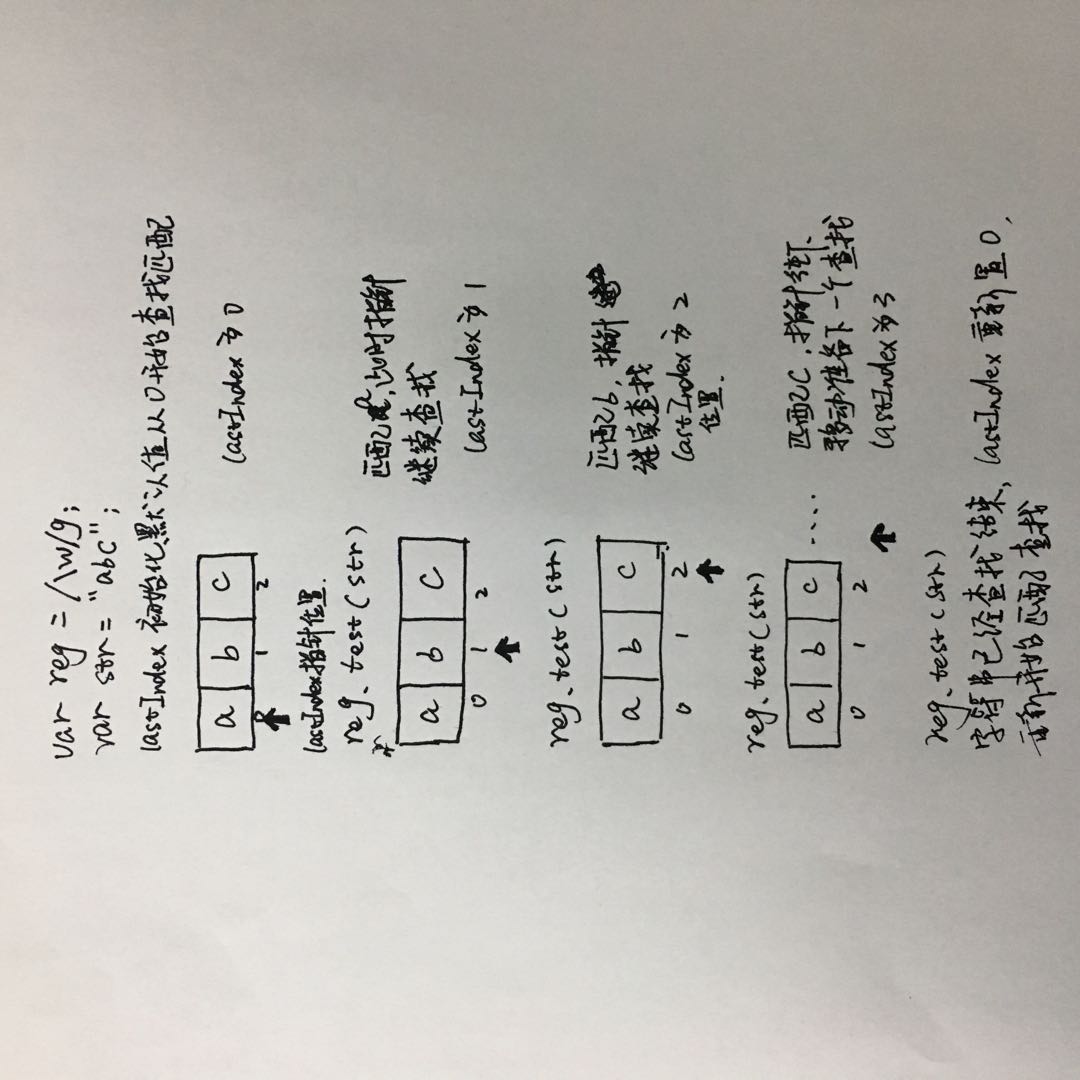 var reg = /\w/g;
var str = "abc";
lastIndex 初始化,默认值从0开始查找匹配
a b c
lastIndex 为 0
0 1 2
lastIndex指针位置.
reg.test(str)
匹配了a,此时指针
继续查找
a b c
lastIndex 为 1
0 1 2
reg.test(str)
匹配了b,指针
继续查找
a b c
lastIndex 为 2
位置.
0 1 2
reg.test(str)
匹配了c,指针往下
移动准备下一个查找
a b c ....
lastIndex 为 3
0 1 2
reg.test(str)
字符串已经查找结束,lastIndex 重新置0,
重新开始匹配了查找